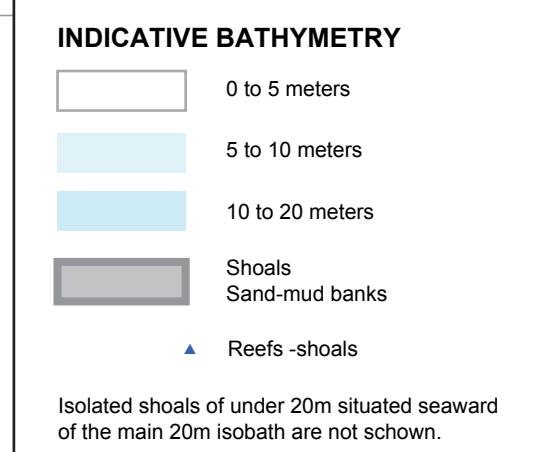 INDICATIVE BATHYMETRY
0 to 5 meters
5 to 10 meters
10 to 20 meters
Shoals
Sand-mud banks
Reefs -shoals
Isolated shoals of under 20m situated seaward
of the main 20m isobath are not schown.